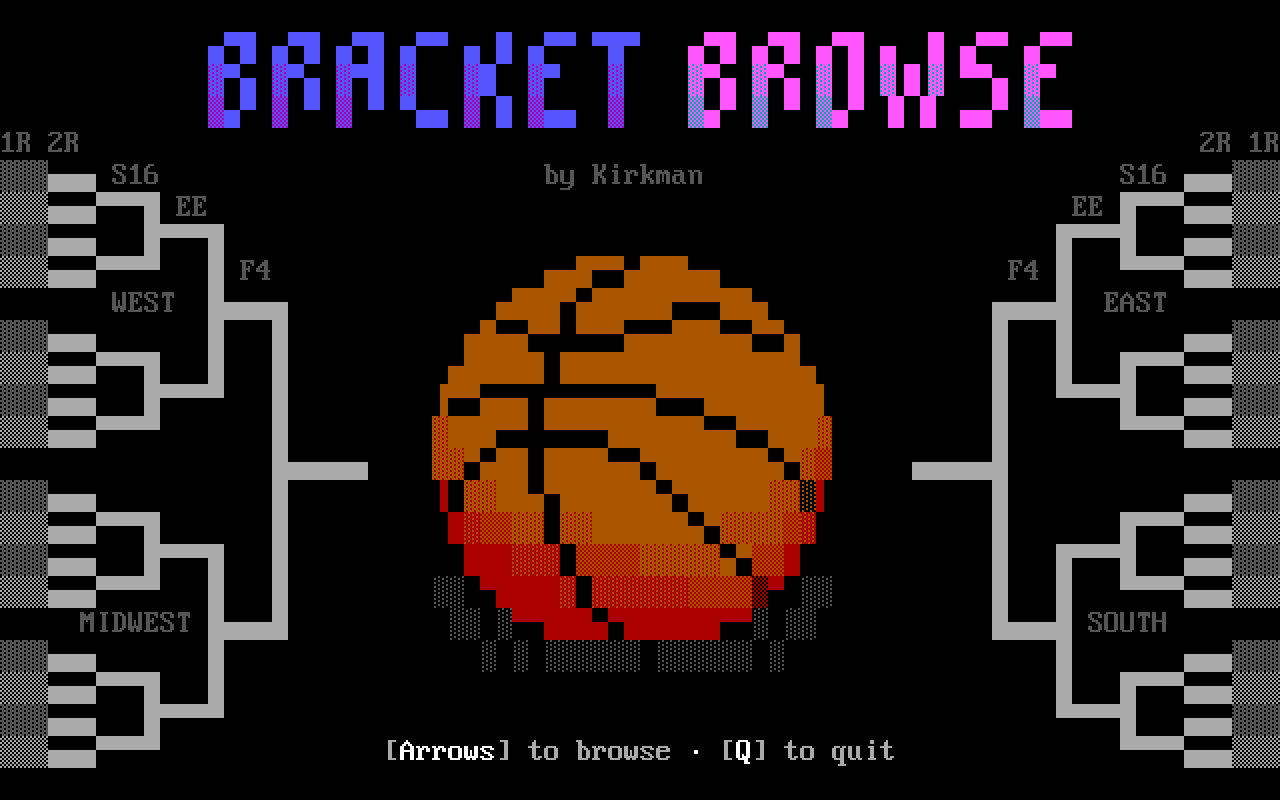 BRACKET BROWSE
1R 2R
2R 1R
S16
by Kirkman
S16
EE
EE
F4
F4
WEST
EAST
MIDWEST
SOUTH
[Arrows] to browse · [Q] to quit